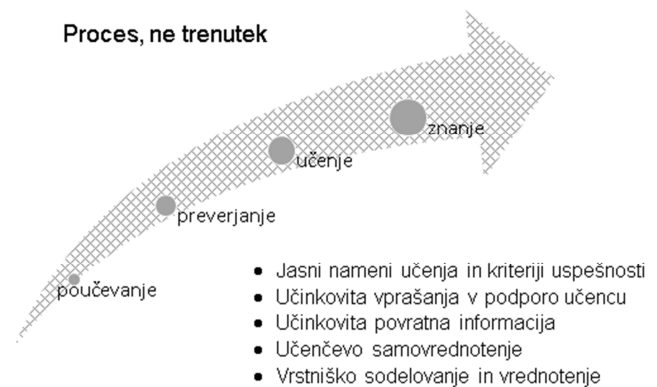 Proces, ne trenutek
znanje
učenje
preverjanje
poučevanje
• Jasni nameni učenja in kriteriji uspešnosti
• Učinkovita vprašanja v podporo učencu
• Učinkovita povratna informacija
• Učenčevo samovrednotenje
• Vrstniško sodelovanje in vrednotenje